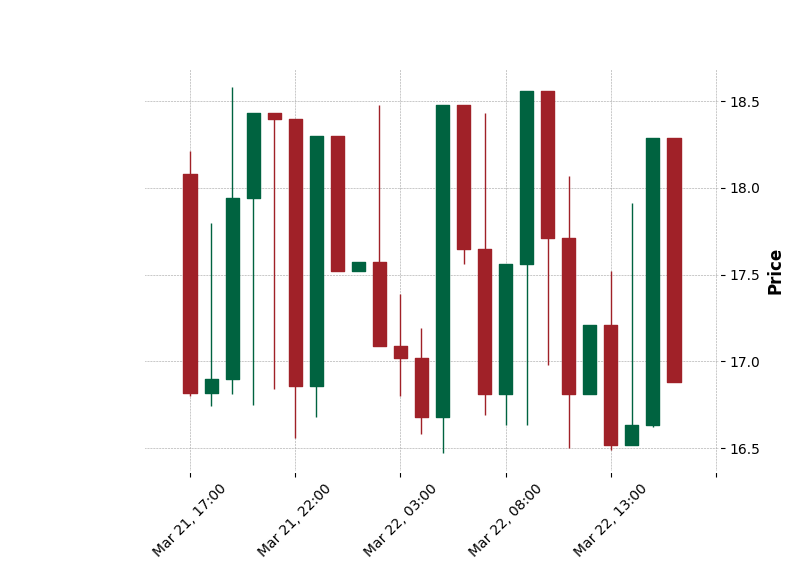 18.5
18.0
17.5
17.0
16.5
Price
Mar 21, 17:00
Mar 21, 22:00
Mar 22, 03:00
Mar 22, 08:00
Mar 22, 13:00